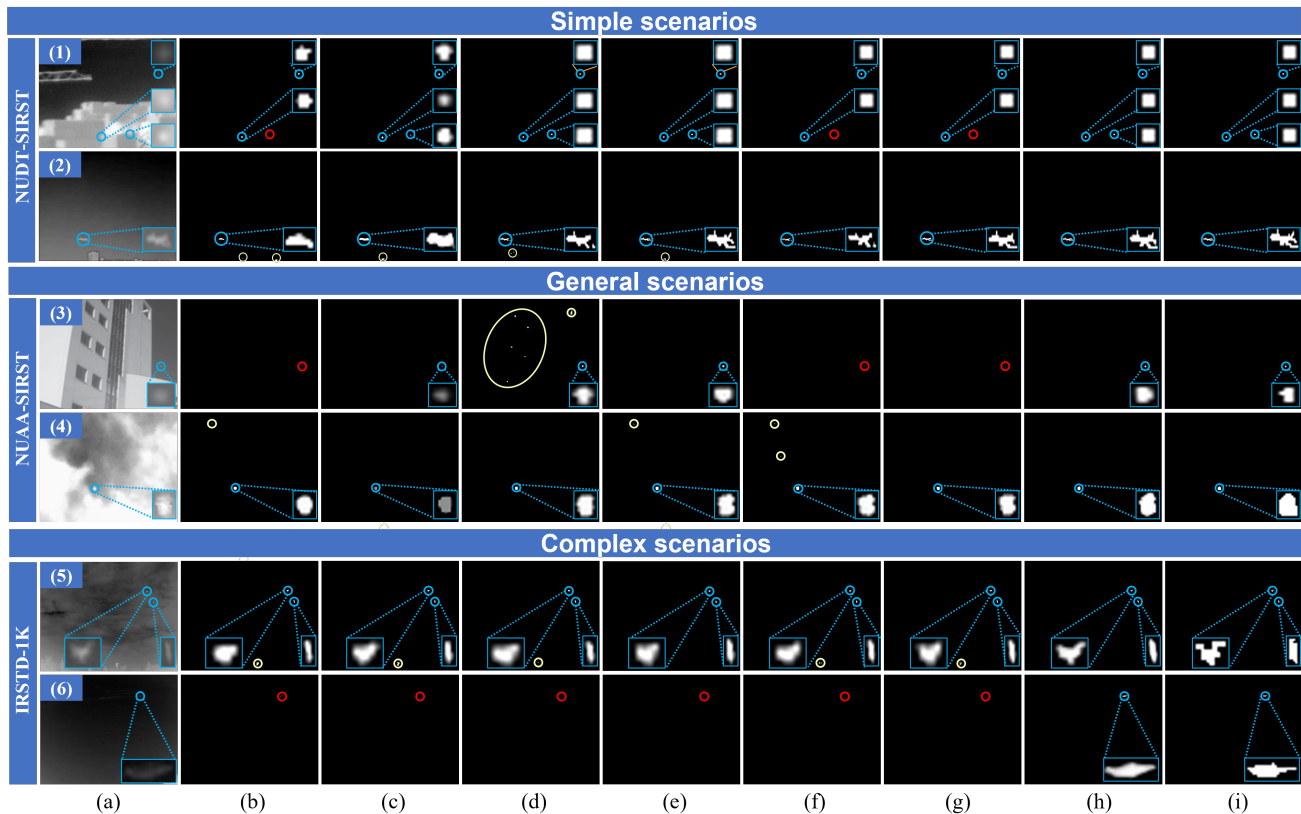 Simple scenarios
NUDT-SIRST
(1)
(2)
General scenarios
NUAA-SIRST
(3)
(4)
Complex scenarios
IRSTD-1K
(5)
(6)
(a) (b) (c) (d) (e) (f) (g) (h) (i)